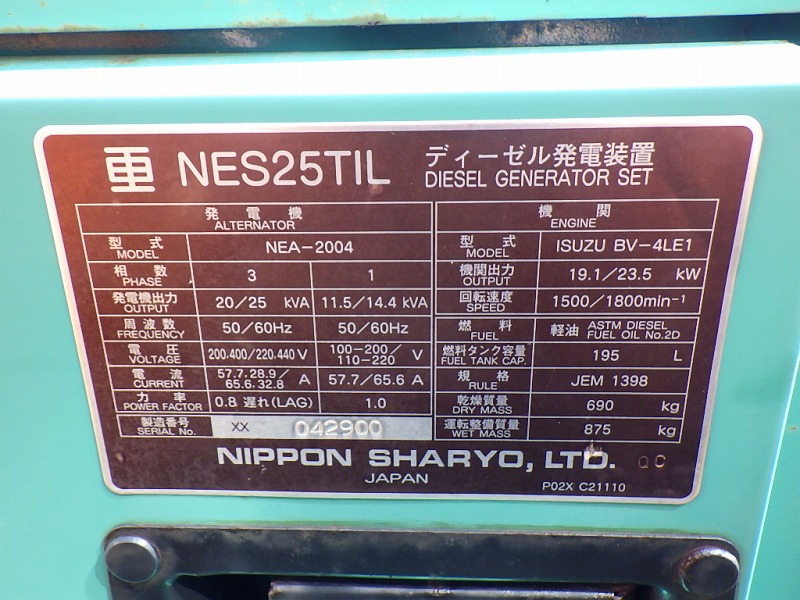 NES25TIL ディーゼル発電装置
DIESEL GENERATOR SET
発電機
ALTERNATOR
型式
MODEL
NEA-2004
相数
PHASE
3
1
発電機出力
OUTPUT
20/25 kVA
11.5/14.4 kVA
周波数
FREQUENCY
50/60Hz
50/60Hz
電圧
VOLTAGE
200.400/220.440 V
100-200/
110-220 V
電流
CURRENT
57.7.28.9/
65.6.32.8 A
57.7/65.6 A
力率
POWER FACTOR
0.8 遅れ(LAG)
1.0
製造番号
SERIAL No.
XX 042900
機関
ENGINE
型式
MODEL
ISUZU BV-4LE1
機関出力
OUTPUT
19.1/23.5 kW
回転速度
SPEED
1500/1800min-1
燃料
FUEL
軽油 ASTM DIESEL
FUEL OIL No.2D
燃料タンク容量
FUEL TANK CAP.
195 L
規格
RULE
JEM 1398
乾燥質量
DRY MASS
690 kg
運転整備質量
WET MASS
875 kg
NIPPON SHARYO, LTD.
JAPAN
P02X C21110